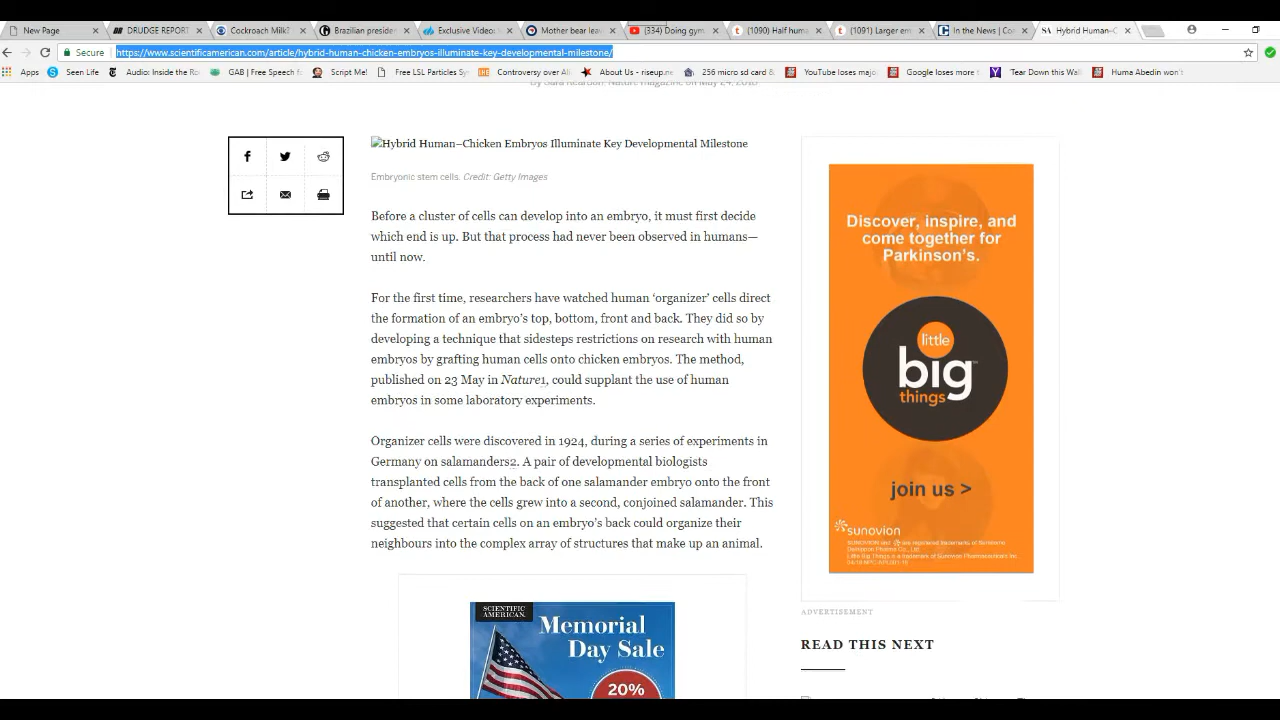 New Page
DRUDGE REPORT
Cockroach Milk?
Brazilian presiden
Exclusive Video:
Mother bear leave
(334) Doing gym
(1090) Half huma
(1091) Larger em
In the News | Co
Hybrid Human-C
Secure
https://www.scientificamerican.com/article/hybrid-human-chicken-embryos-illuminate-key-developmental-milestone/
Apps
Seen Life
Audio: Inside the Ro
GAB | Free Speech fo
Script Me!
Free LSL Particles Sy
Controversy over Al
About Us - riseup.ne
256 micro sd card 8
YouTube loses majo
Google loses more t
'Tear Down this Wall
Huma Abedin won't
By Sara Reardon, Nature magazine on May 24, 2018
Hybrid Human–Chicken Embryos Illuminate Key Developmental Milestone
Embryonic stem cells. Credit: Getty Images
Before a cluster of cells can develop into an embryo, it must first decide
which end is up. But that process had never been observed in humans—
until now.
For the first time, researchers have watched human ‘organizer’ cells direct
the formation of an embryo’s top, bottom, front and back. They did so by
developing a technique that sidesteps restrictions on research with human
embryos by grafting human cells onto chicken embryos. The method,
published on 23 May in Nature1, could supplant the use of human
embryos in some laboratory experiments.
Organizer cells were discovered in 1924, during a series of experiments in
Germany on salamanders2. A pair of developmental biologists
transplanted cells from the back of one salamander embryo onto the front
of another, where the cells grew into a second, conjoined salamander. This
suggested that certain cells on an embryo’s back could organize their
neighbours into the complex array of structures that make up an animal.
SCIENTIFIC
AMERICAN.
Memorial
Day Sale
20%
Discover, inspire, and
come together for
Parkinson's.
little
big
things
join us >
sunovion
ADVERTISEMENT
READ THIS NEXT